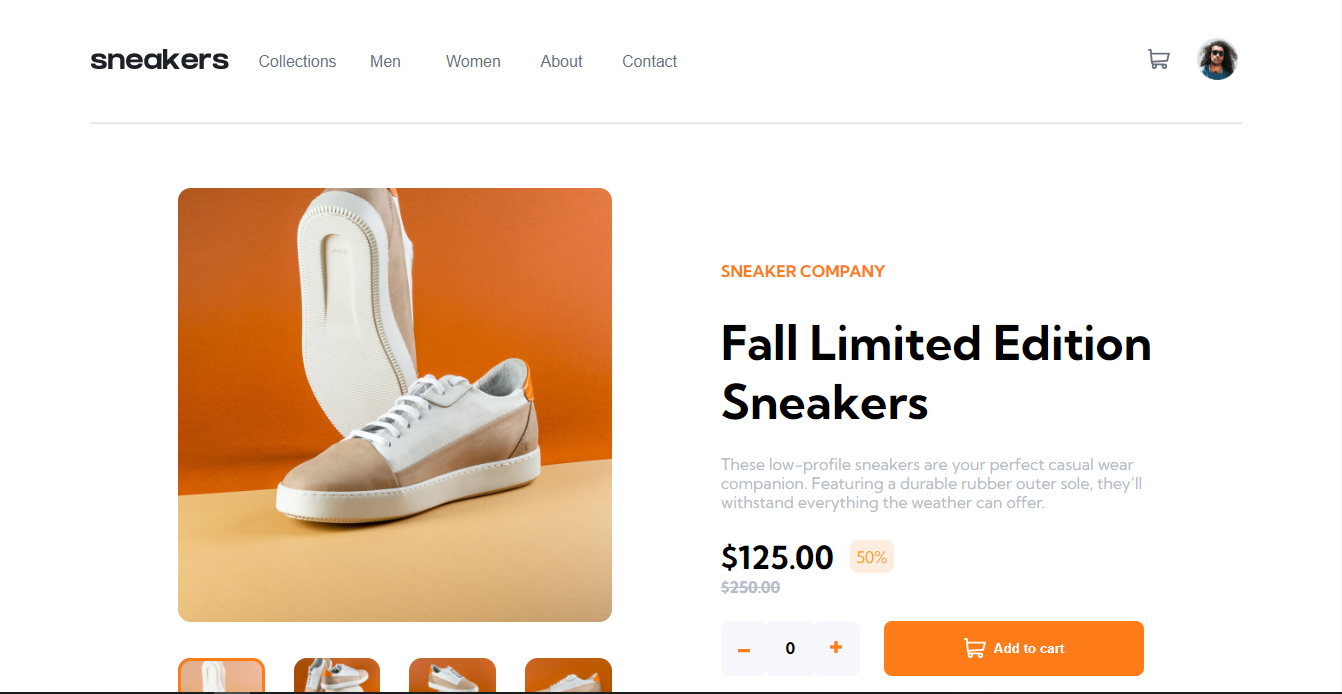 sneakers Collections Men Women About Contact
SNEAKER COMPANY
Fall Limited Edition
Sneakers
These low-profile sneakers are your perfect casual wear
companion. Featuring a durable rubber outer sole, they’ll
withstand everything the weather can offer.
$125.00 50%
$250.00
– 0 + Add to cart